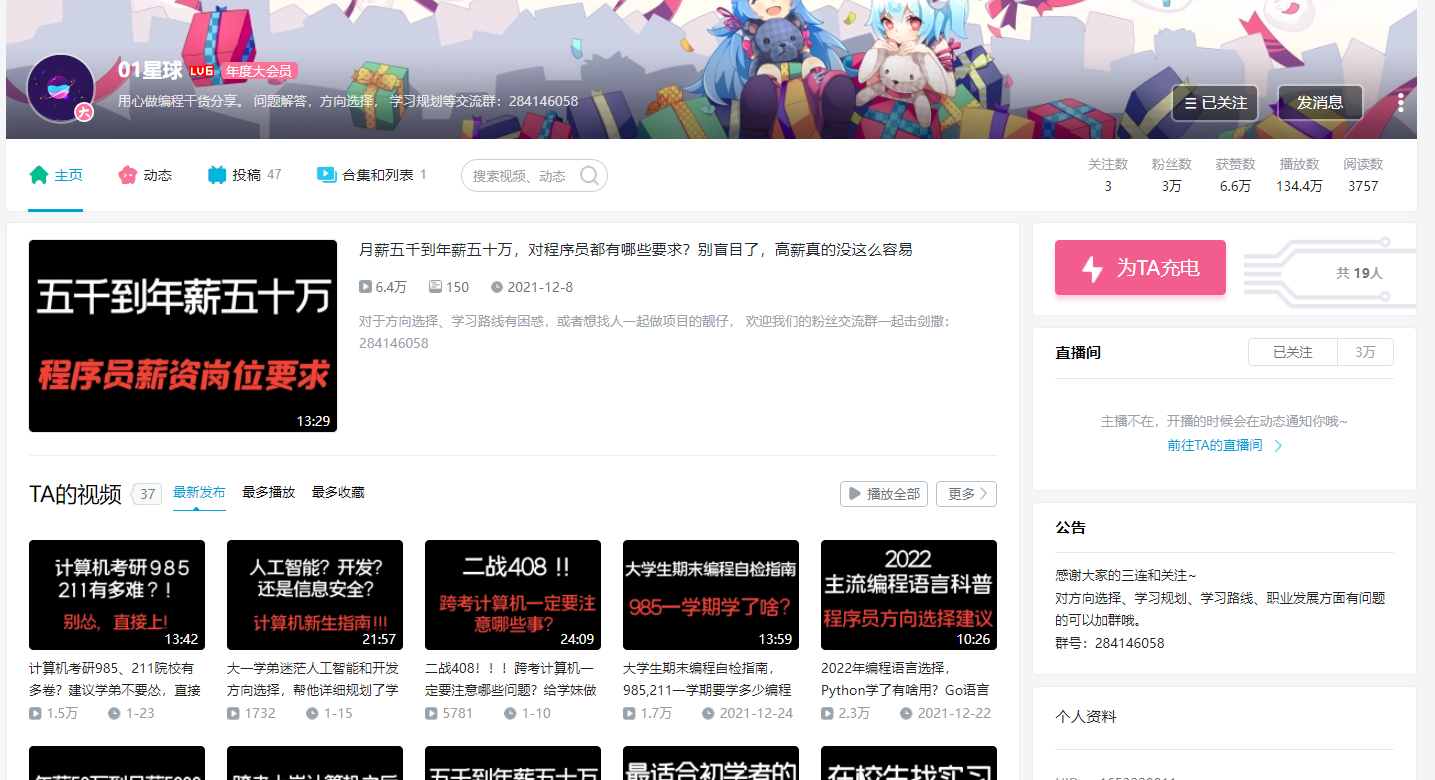 01星球 LV6 年度大会员
大
用心做编程干货分享。 问题解答，方向选择， 学习规划等交流群：284146058
已关注
发消息
主页
动态
投稿 47
合集和列表 1
搜索视频、动态
关注数 粉丝数 获赞数 播放数 阅读数
3 3万 6.6万 134.4万 3757
五千到年薪五十万
程序员薪资岗位要求
13:29
月薪五千到年薪五十万，对程序员都有哪些要求？别盲目了，高薪真的没这么容易
6.4万 150 2021-12-8
对于方向选择、学习路线有困惑，或者想找人一起做项目的靓仔， 欢迎我们的粉丝交流群一起击剑撒：
284146058
为TA充电
共 19人
直播间
已关注 3万
主播不在，开播的时候会在动态通知你哦~
前往TA的直播间
TA的视频 37 最新发布 最多播放 最多收藏
播放全部 更多
计算机考研985
211有多难？!
别怂，直接上!
13:42
计算机考研985、211院校有
多卷？建议学弟不要怂，直接
1.5万 1-23
人工智能？开发?
还是信息安全?
计算机新生指南!!!
21:57
大一学弟迷茫人工智能和开发
方向选择，帮他详细规划了学
1732 1-15
二战408 !!
跨考计算机一定要注
意哪些事?
24:09
二战408！！！跨考计算机一
定要注意哪些问题？给学妹做
5781 1-10
大学生期末编程自检指南
985一学期学了啥?
13:59
大学生期末编程自检指南，
985,211一学期要学多少编程
1.7万 2021-12-24
2022
主流编程语言科普
程序员方向选择建议
10:26
2022年编程语言选择，
Python学了有啥用？Go语言
2.3万 2021-12-22
公告
感谢大家的三连和关注~
对方向选择、学习规划、学习路线、职业发展方面有问题
的可以加群哦。
群号：284146058
个人资料
五千到年薪五十万
最适合初学者的
在校生找实习